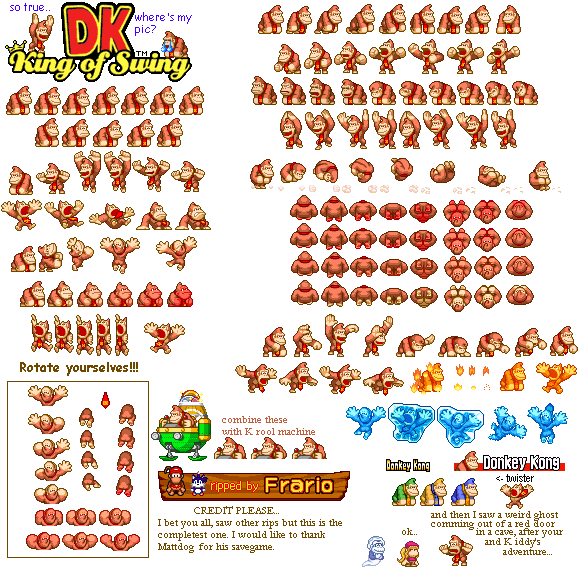 so true..
where's my
pic?
DK
TM
King of Swing
Rotate yourselves!!!
combine these
with K rool machine
ripped by Frario
CREDIT PLEASE...
I bet you all, saw other rips but this is the
completest one. I would like to thank
Mattdog for his savegame.
Donkey Kong
Donkey Kong
<- twister
and then I saw a weird ghost
comming out of a red door
in a cave, after your
and K. iddy's
adventure...
ok...